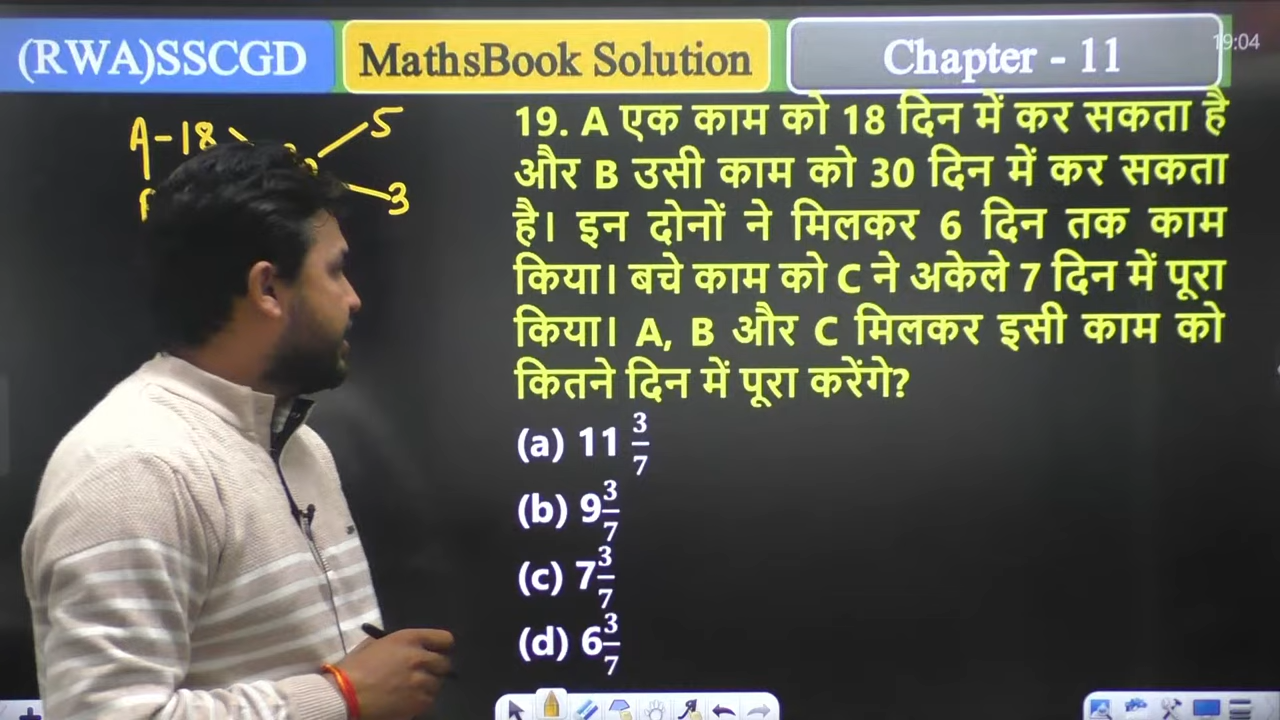 (RWA)SSCGD
MathsBook Solution
Chapter - 11
19:04
A-18
5
3
19. A एक काम को 18 दिन में कर सकता है
और B उसी काम को 30 दिन में कर सकता
है। इन दोनों ने मिलकर 6 दिन तक काम
किया। बचे काम को C ने अकेले 7 दिन में पूरा
किया। A, B और C मिलकर इसी काम को
कितने दिन में पूरा करेंगे?
(a) 11 3/7
(b) 9 3/7
(c) 7 3/7
(d) 6 3/7